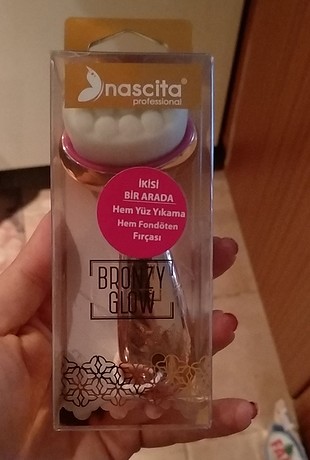 nascita
professional
İKİSİ
BİR ARADA
Hem Yüz Yıkama
Hem Fondöten
Fırçası
BRONZY
GLOW